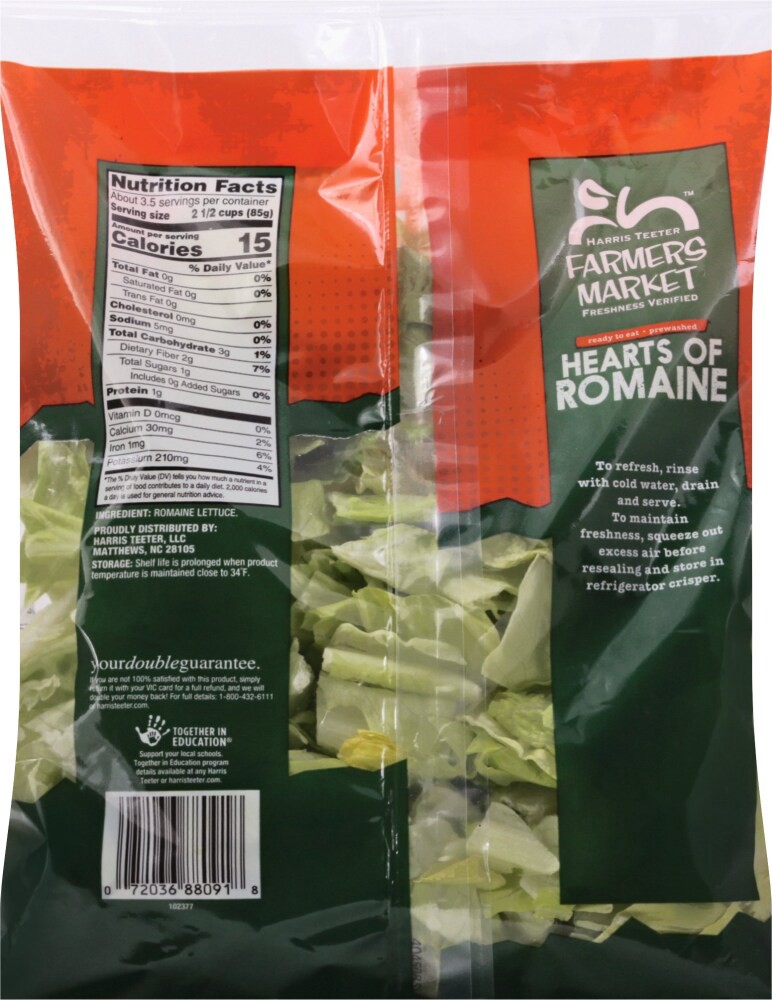 Nutrition Facts
About 3.5 servings per container
Serving size 2 1/2 cups (85g)
Amount per serving
Calories 15
% Daily Value*
Total Fat 0g 0%
Saturated Fat 0g 0%
Trans Fat 0g
Cholesterol 0mg 0%
Sodium 5mg 0%
Total Carbohydrate 3g 1%
Dietary Fiber 2g 7%
Total Sugars 1g
Includes 0g Added Sugars 0%
Protein 1g
Vitamin D 0mcg 0%
Calcium 30mg 2%
Iron 1mg 6%
Potassium 210mg 4%
*The % Daily Value (DV) tells you how much a nutrient in a
serving of food contributes to a daily diet. 2,000 calories
a day is used for general nutrition advice.
INGREDIENT: ROMAINE LETTUCE.
PROUDLY DISTRIBUTED BY:
HARRIS TEETER, LLC
MATTHEWS, NC 28105
STORAGE: Shelf life is prolonged when product
temperature is maintained close to 34°F.
yourdoubleguarantee.
If you are not 100% satisfied with this product, simply
return it with your VIC card for a full refund, and we will
double your money back! For full details: 1-800-432-6111
or harristeeter.com.
TOGETHER IN
EDUCATION®
Support your local schools.
Together in Education program
details available at any Harris
Teeter or harristeeter.com.
0 72036 88091 8
102377
TM
HARRIS TEETER
FARMERS
MARKET
FRESHNESS VERIFIED
ready to eat • prewashed
HEARTS OF
ROMAINE
To refresh, rinse
with cold water, drain
and serve.
To maintain
freshness, squeeze out
excess air before
resealing and store in
refrigerator crisper.